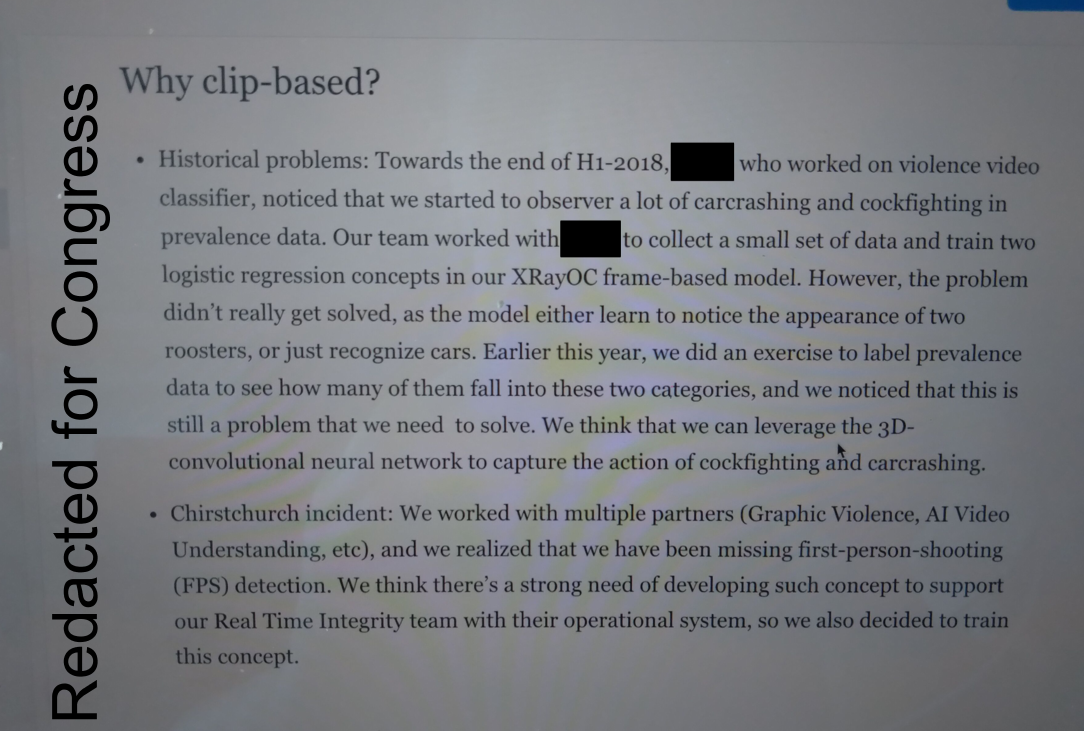 Redacted for Congress
Why clip-based?
• Historical problems: Towards the end of H1-2018, who worked on violence video
classifier, noticed that we started to observer a lot of carcrashing and cockfighting in
prevalence data. Our team worked with to collect a small set of data and train two
logistic regression concepts in our XRayOC frame-based model. However, the problem
didn't really get solved, as the model either learn to notice the appearance of two
roosters, or just recognize cars. Earlier this year, we did an exercise to label prevalence
data to see how many of them fall into these two categories, and we noticed that this is
still a problem that we need to solve. We think that we can leverage the 3D-
convolutional neural network to capture the action of cockfighting and carcrashing.
• Chirstchurch incident: We worked with multiple partners (Graphic Violence, AI Video
Understanding, etc), and we realized that we have been missing first-person-shooting
(FPS) detection. We think there's a strong need of developing such concept to support
our Real Time Integrity team with their operational system, so we also decided to train
this concept.